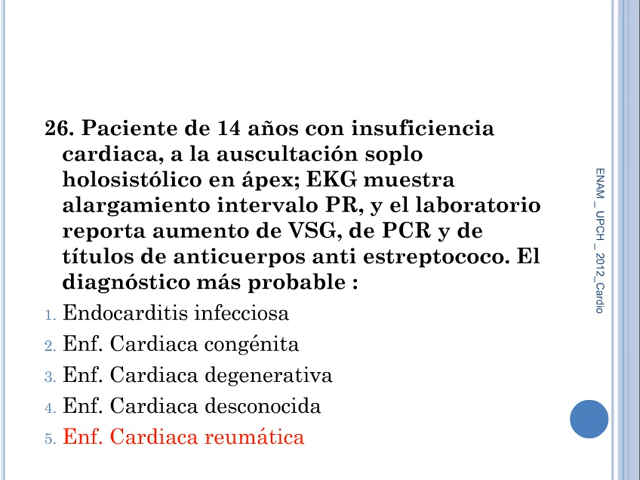 26. Paciente de 14 años con insuficiencia
cardiaca, a la auscultación soplo
holosistólico en ápex; EKG muestra
alargamiento intervalo PR, y el laboratorio
reporta aumento de VSG, de PCR y de
títulos de anticuerpos anti estreptococo. El
diagnóstico más probable :
1. Endocarditis infecciosa
2. Enf. Cardiaca congénita
3. Enf. Cardiaca degenerativa
4. Enf. Cardiaca desconocida
5. Enf. Cardiaca reumática
ENAM _ UPCH _ 2012_Cardio